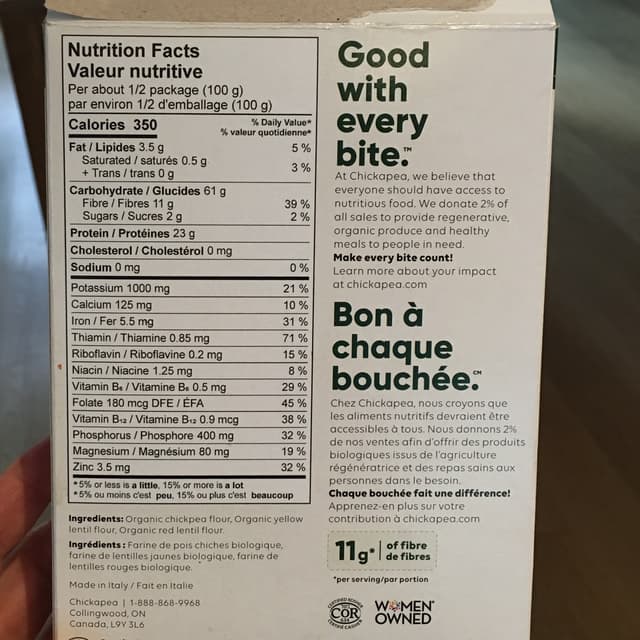 Nutrition Facts
Valeur nutritive
Per about 1/2 package (100 g)
par environ 1/2 d'emballage (100 g)
Calories 350
% Daily Value*
% valeur quotidienne*
Fat / Lipides 3.5 g 5 %
Saturated / saturés 0.5 g
+ Trans / trans 0 g 3 %
Carbohydrate / Glucides 61 g
Fibre / Fibres 11 g 39 %
Sugars / Sucres 2 g 2 %
Protein / Protéines 23 g
Cholesterol / Cholestérol 0 mg
Sodium 0 mg 0 %
Potassium 1000 mg 21 %
Calcium 125 mg 10 %
Iron / Fer 5.5 mg 31 %
Thiamin / Thiamine 0.85 mg 71 %
Riboflavin / Riboflavine 0.2 mg 15 %
Niacin / Niacine 1.25 mg 8 %
Vitamin B₆ / Vitamine B₆ 0.5 mg 29 %
Folate 180 mcg DFE / ÉFA 45 %
Vitamin B₁₂ / Vitamine B₁₂ 0.9 mcg 38 %
Phosphorus / Phosphore 400 mg 32 %
Magnesium / Magnésium 80 mg 19 %
Zinc 3.5 mg 32 %
*5% or less is a little, 15% or more is a lot
*5% ou moins c'est peu, 15% ou plus c'est beaucoup
Ingredients: Organic chickpea flour, Organic yellow
lentil flour, Organic red lentil flour.
Ingrédients : Farine de pois chiches biologique,
farine de lentilles jaunes biologique, farine de
lentilles rouges biologique.
Made in Italy / Fait en Italie
Chickapea | 1-888-868-9968
Collingwood, ON
Canada, L9Y 3L6
Good
with
every
bite.™
At Chickapea, we believe that
everyone should have access to
nutritious food. We donate 2% of
all sales to provide regenerative,
organic produce and healthy
meals to people in need.
Make every bite count!
Learn more about your impact
at chickapea.com
Bon à
chaque
bouchée.ᶜᴹ
Chez Chickapea, nous croyons que
les aliments nutritifs devraient être
accessibles à tous. Nous donnons 2%
de nos ventes afin d'offrir des produits
biologiques issus de l'agriculture
régénératrice et des repas sains aux
personnes dans le besoin.
Chaque bouchée fait une différence!
Apprenez-en plus sur votre
contribution à chickapea.com
11g* | of fibre
de fibres
*per serving/par portion
COR
WOMEN
OWNED